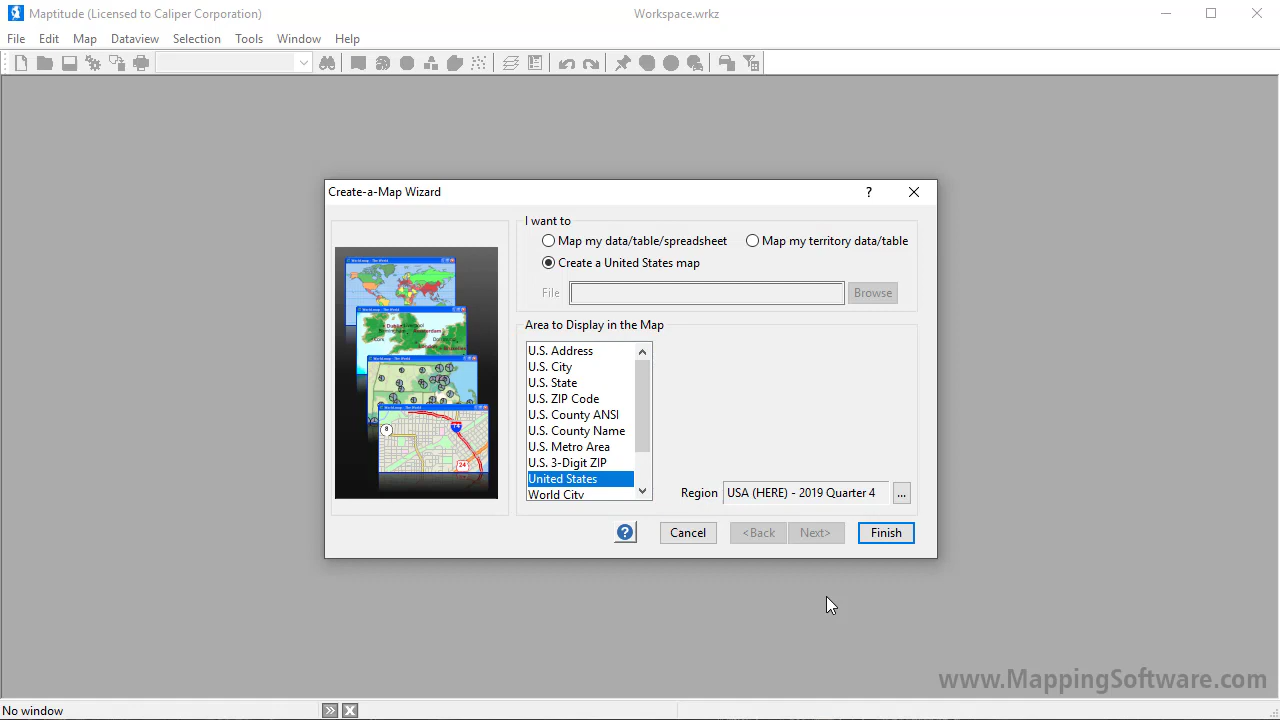 Maptitude (Licensed to Caliper Corporation)
Workspace.wrkz
File Edit Map Dataview Selection Tools Window Help
Create-a-Map Wizard
?
I want to
Map my data/table/spreadsheet
Map my territory data/table
Create a United States map
File
Browse
Area to Display in the Map
U.S. Address
U.S. City
U.S. State
U.S. ZIP Code
U.S. County ANSI
U.S. County Name
U.S. Metro Area
U.S. 3-Digit ZIP
United States
World City
Region
USA (HERE) - 2019 Quarter 4
...
?
Cancel
<Back
Next>
Finish
www.MappingSoftware.com
No window